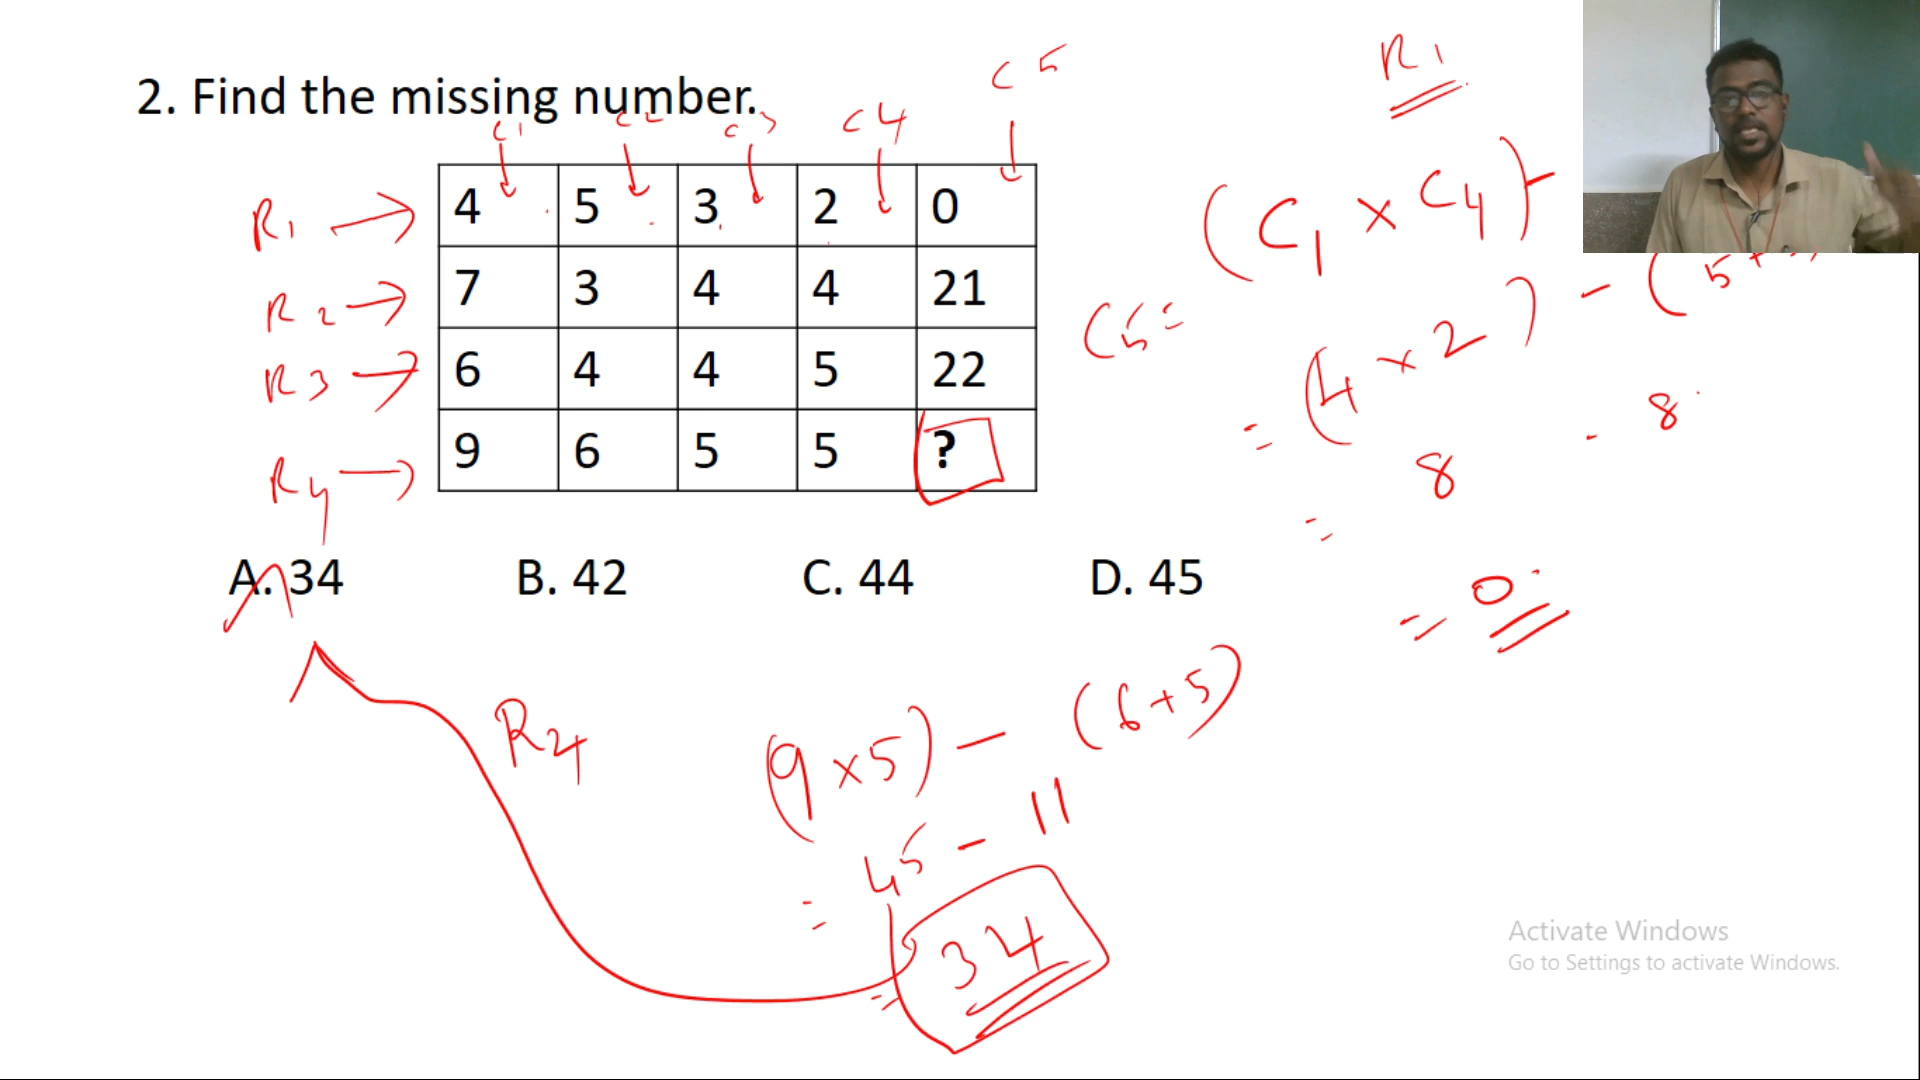 2. Find the missing number.
C1 C2 C3 C4 C5
R1 4 5 3 2 0
R2 7 3 4 4 21
R3 6 4 4 5 22
R4 9 6 5 5 ?
A. 34 B. 42 C. 44 D. 45
R1
(C1 × C4) -
C5 =
= (4 × 2) - (5 +
= 8 - 8
= 0
R4
(9 × 5) - (6 + 5)
= 45 - 11
= 34
Activate Windows
Go to Settings to activate Windows.